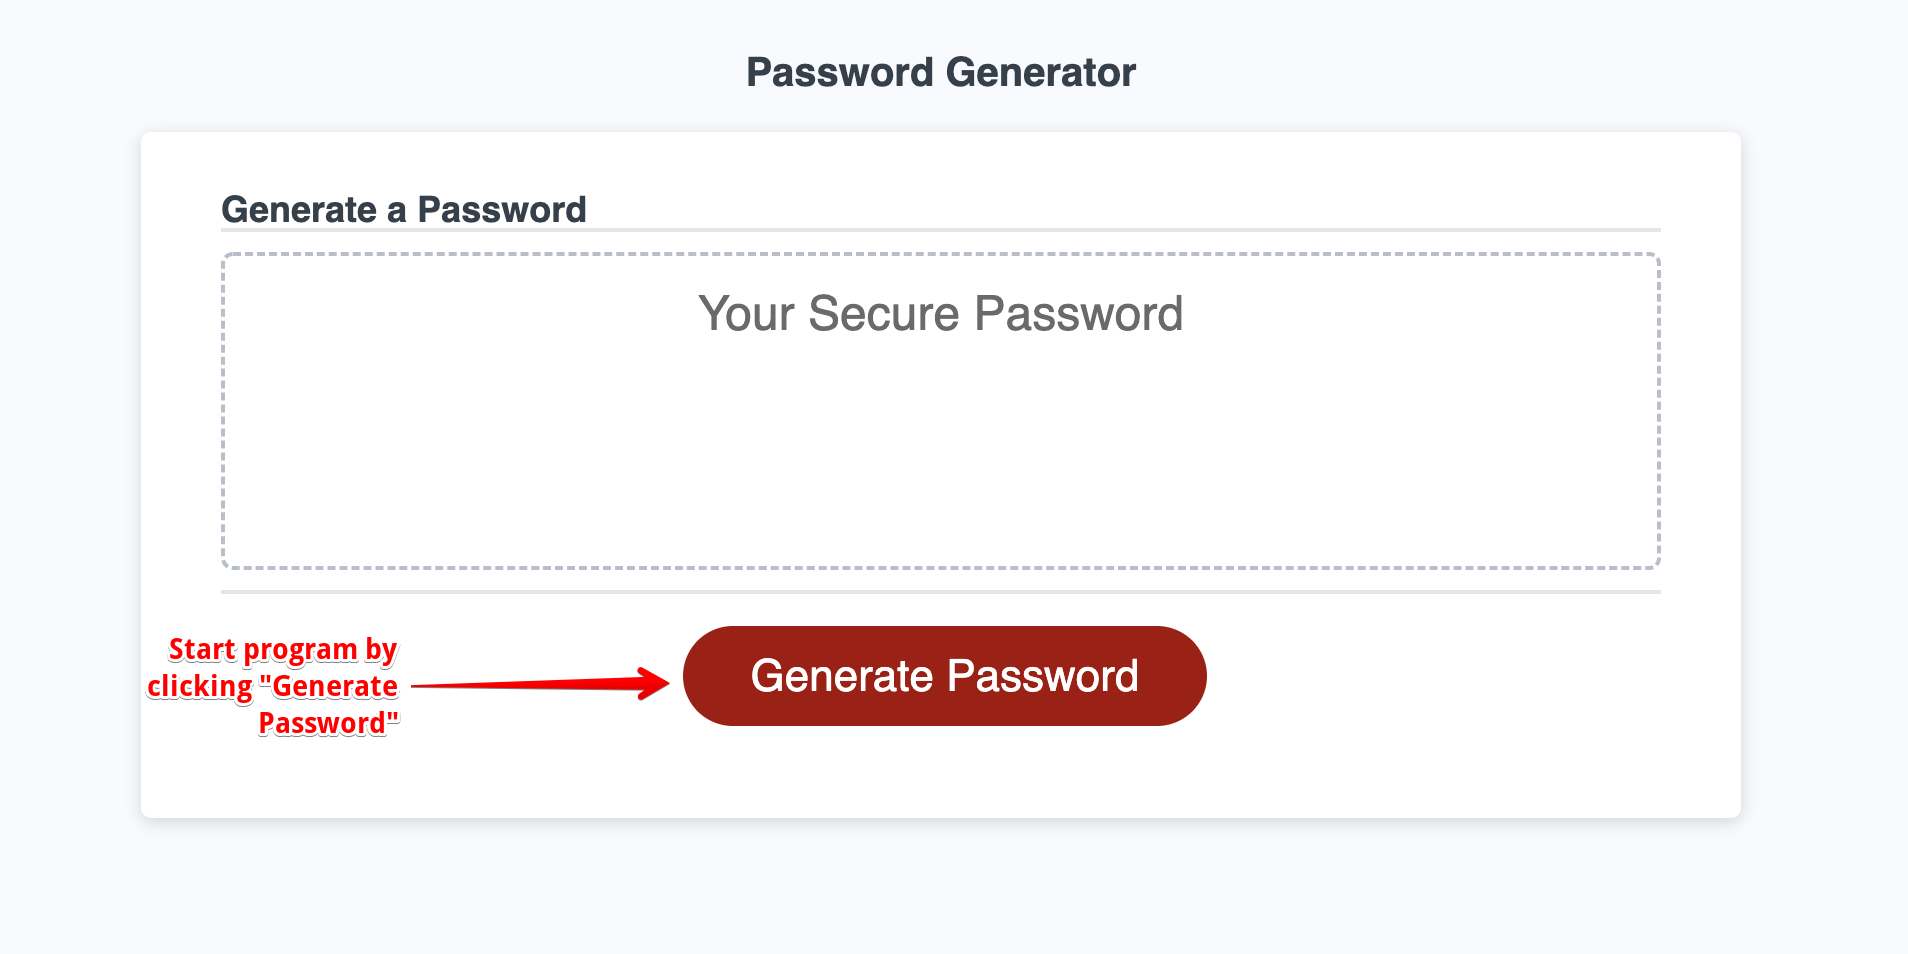 Password Generator
Generate a Password
Your Secure Password
Start program by
clicking "Generate
Password"
Generate Password